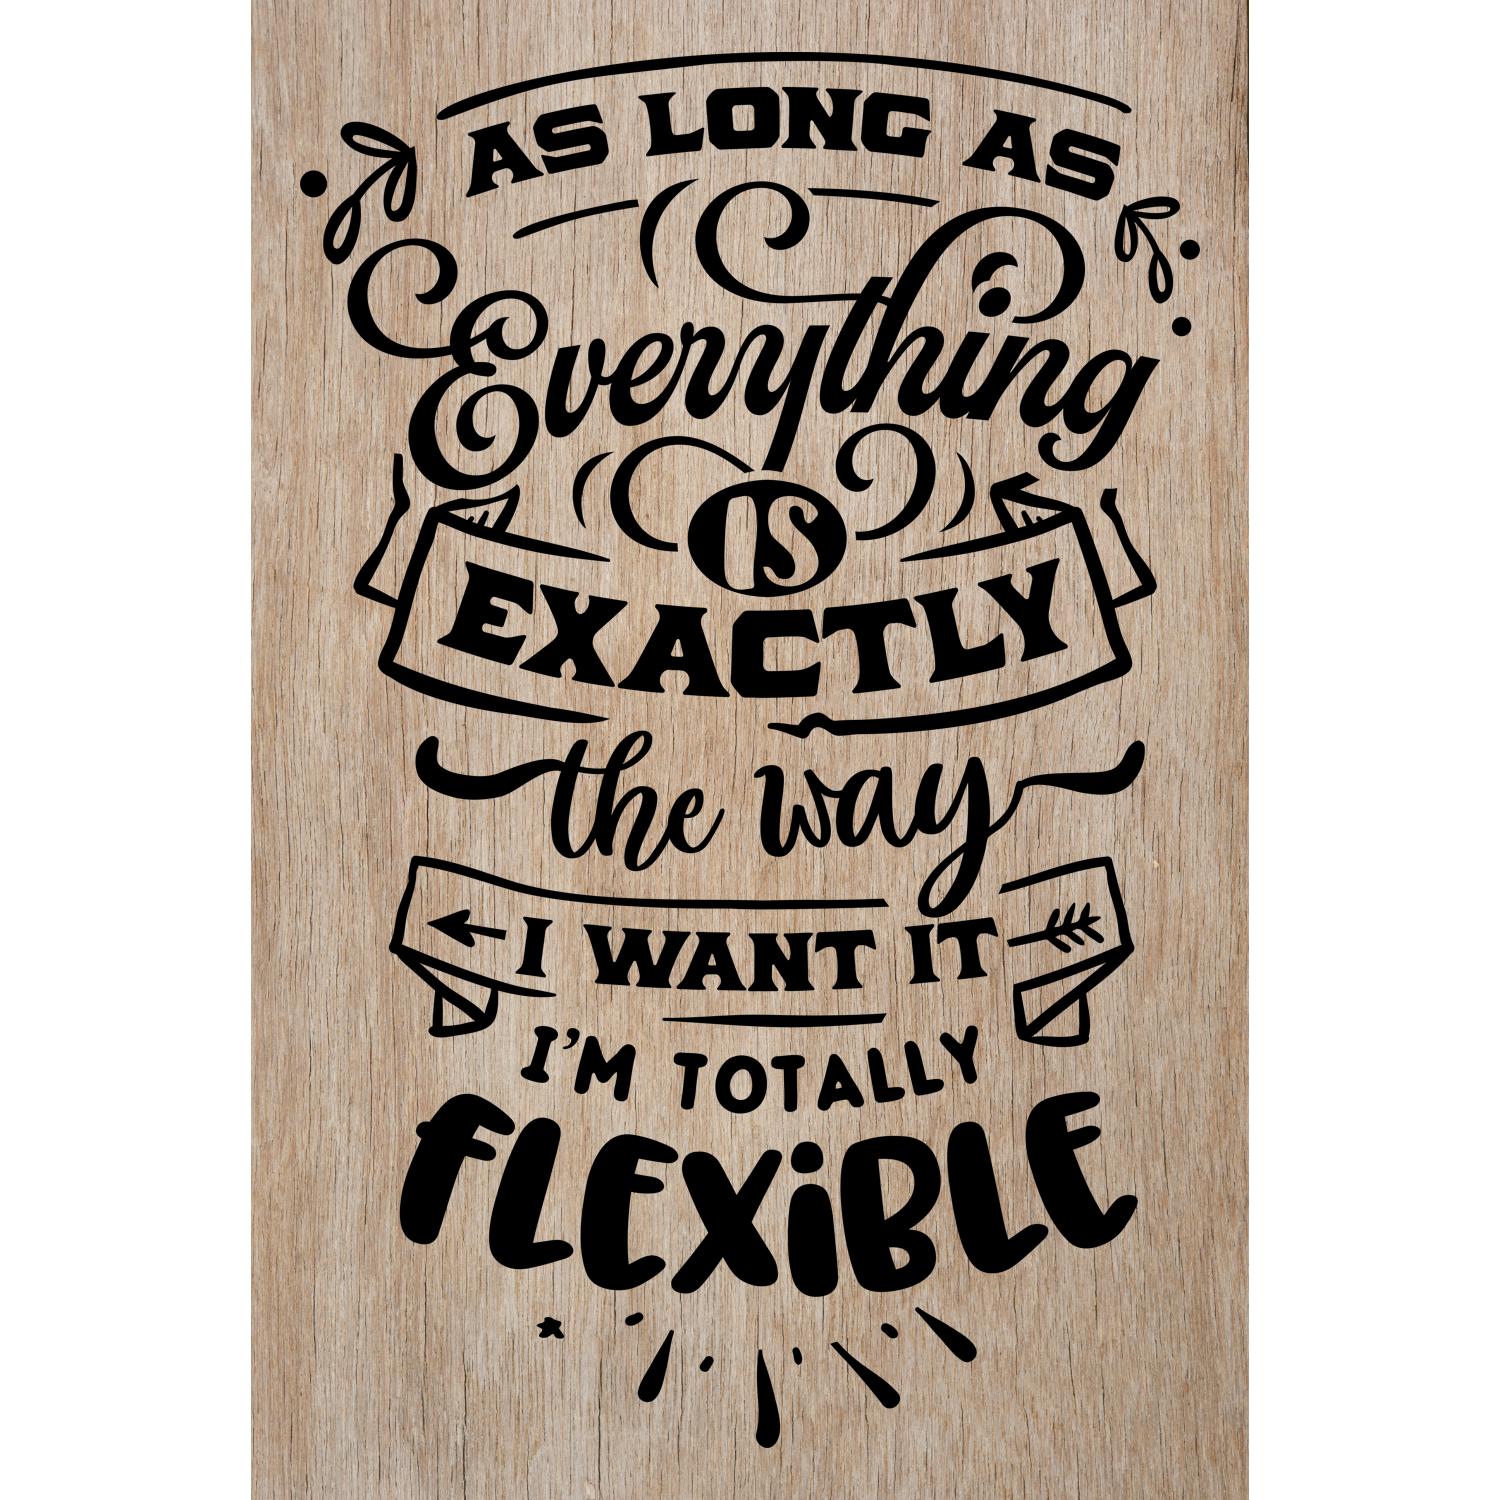 AS LONG AS
Everything
IS
EXACTLY
the way
I WANT IT
I'M TOTALLY
FLEXiBLE